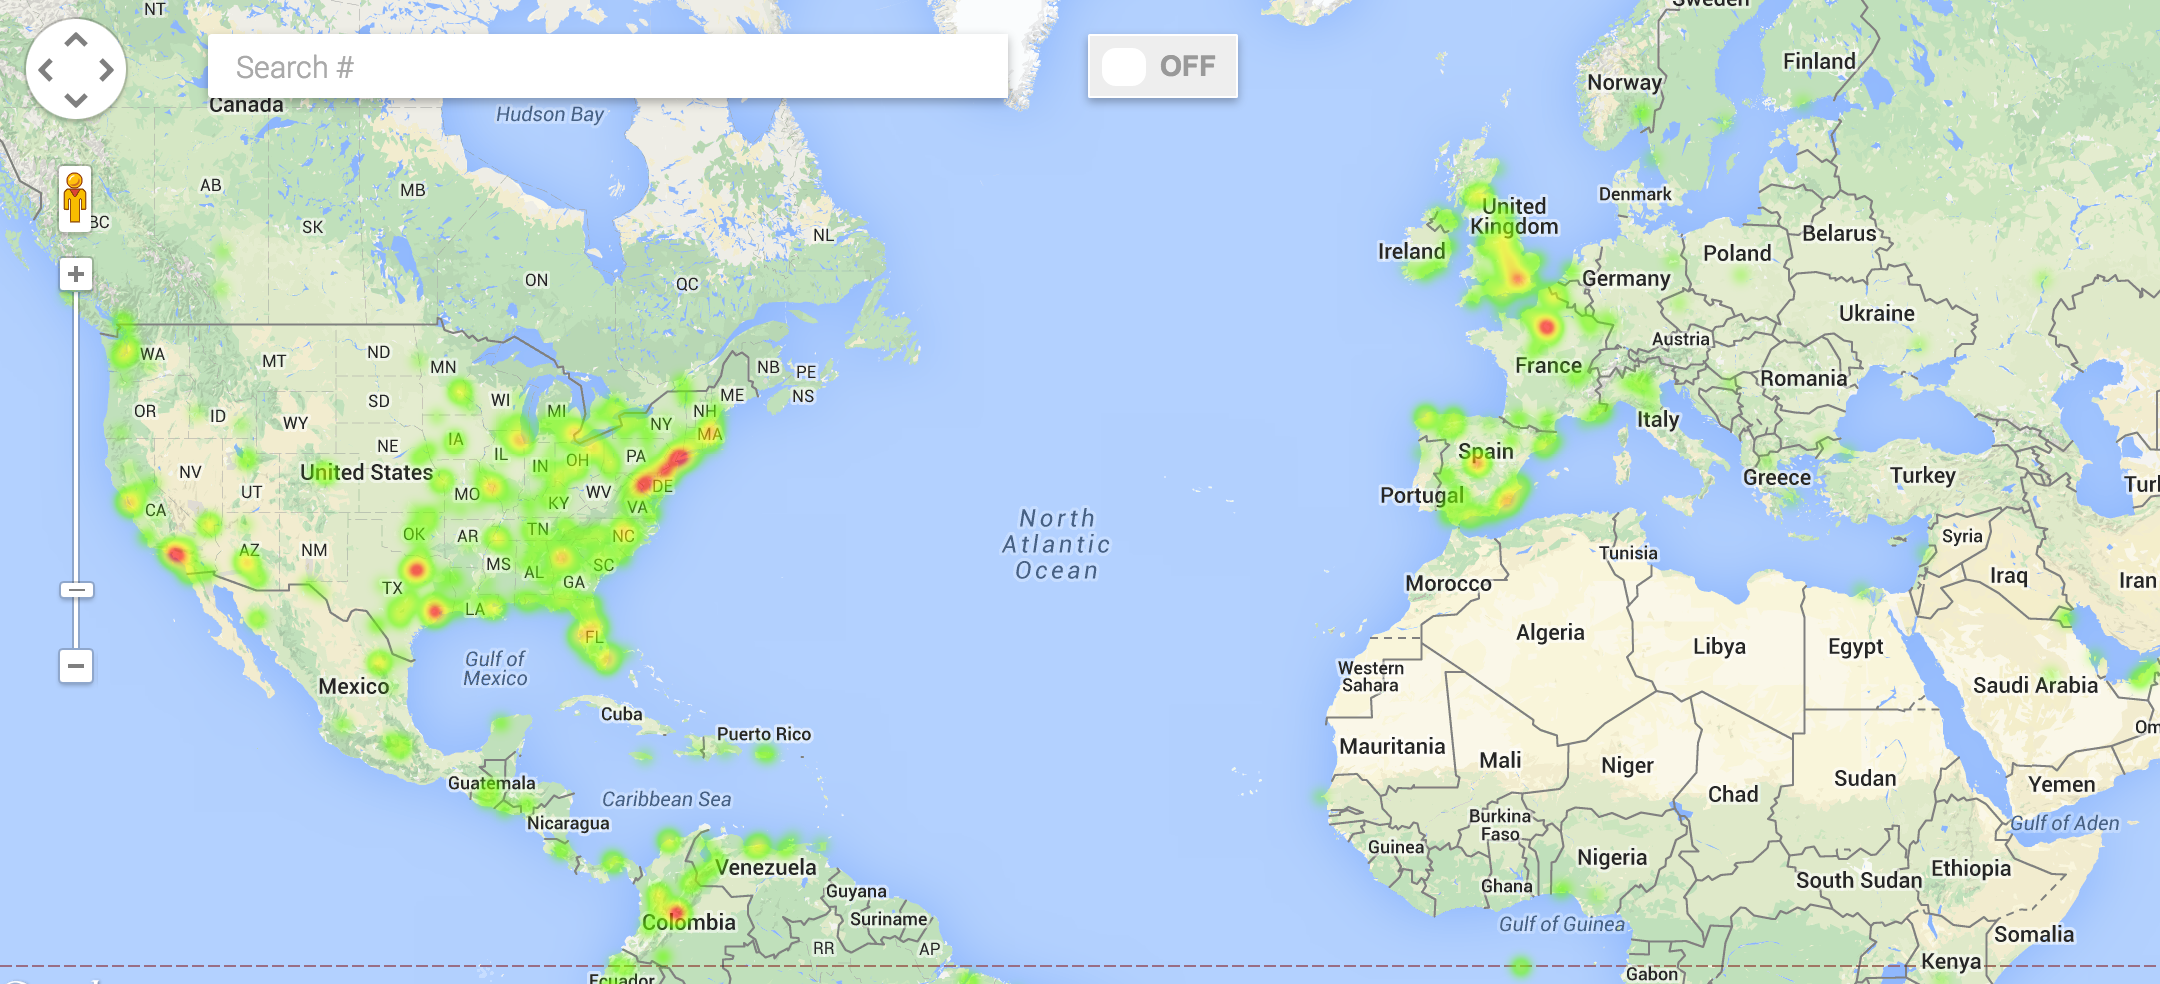 NT
Sweden
Search #
OFF
Canada
Hudson Bay
Norway
Finland
AB
MB
BC
SK
NL
ON
QC
United
Kingdom
Ireland
Denmark
Belarus
Poland
Germany
Ukraine
Austria
France
Romania
Italy
Spain
Portugal
Greece
Turkey
WA
MT
ND
MN
NB
PE
NS
ME
OR
ID
WY
SD
WI
MI
NH
NY
MA
NE
IA
IL
IN
OH
PA
NV
UT
United States
MO
KY
WV
DE
VA
CA
AZ
NM
OK
AR
TN
NC
SC
MS
AL
GA
TX
LA
FL
North
Atlantic
Ocean
Gulf of
Mexico
Mexico
Cuba
Puerto Rico
Guatemala
Caribbean Sea
Nicaragua
Venezuela
Guyana
Suriname
Colombia
RR
AP
Ecuador
Tunisia
Morocco
Syria
Iraq
Iran
Algeria
Libya
Egypt
Western
Sahara
Saudi Arabia
Mauritania
Mali
Niger
Chad
Sudan
Yemen
Om
Burkina
Faso
Guinea
Ghana
Nigeria
Gulf of Aden
Ethiopia
South Sudan
Gulf of Guinea
Somalia
Gabon
Kenya